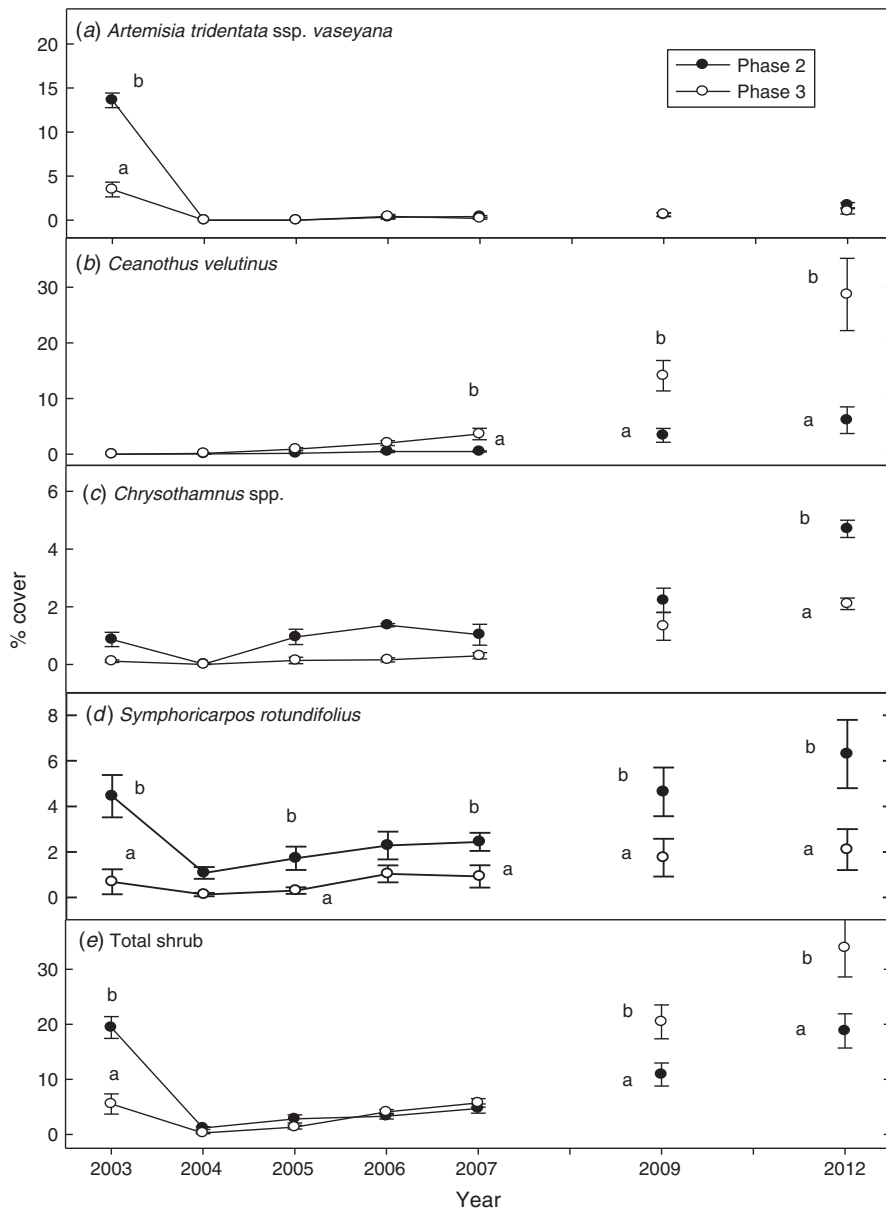 (a) Artemisia tridentata ssp. vaseyana
20
15
10
5
0
b
a
Phase 2
Phase 3
(b) Ceanothus velutinus
30
20
10
0
b
a
b
a
b
a
(c) Chrysothamnus spp.
6
4
2
0
b
a
% cover
(d) Symphoricarpos rotundifolius
8
6
4
2
0
b
a
b
a
b
a
b
a
b
a
(e) Total shrub
30
20
10
0
b
a
b
a
b
a
2003 2004 2005 2006 2007 2009 2012
Year